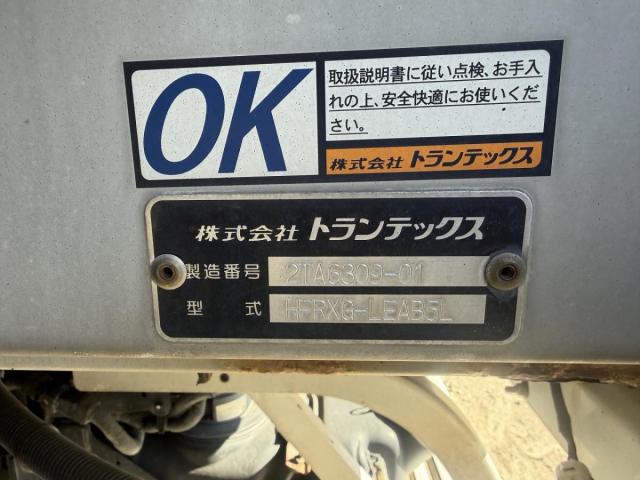 OK
取扱説明書に従い点検、お手入
れの上、安全快適にお使いくだ
さい。
株式会社 トランテックス
株式会社 トランテックス
製造番号 2TA6309-01
型式 HFRXG-LEAB5L